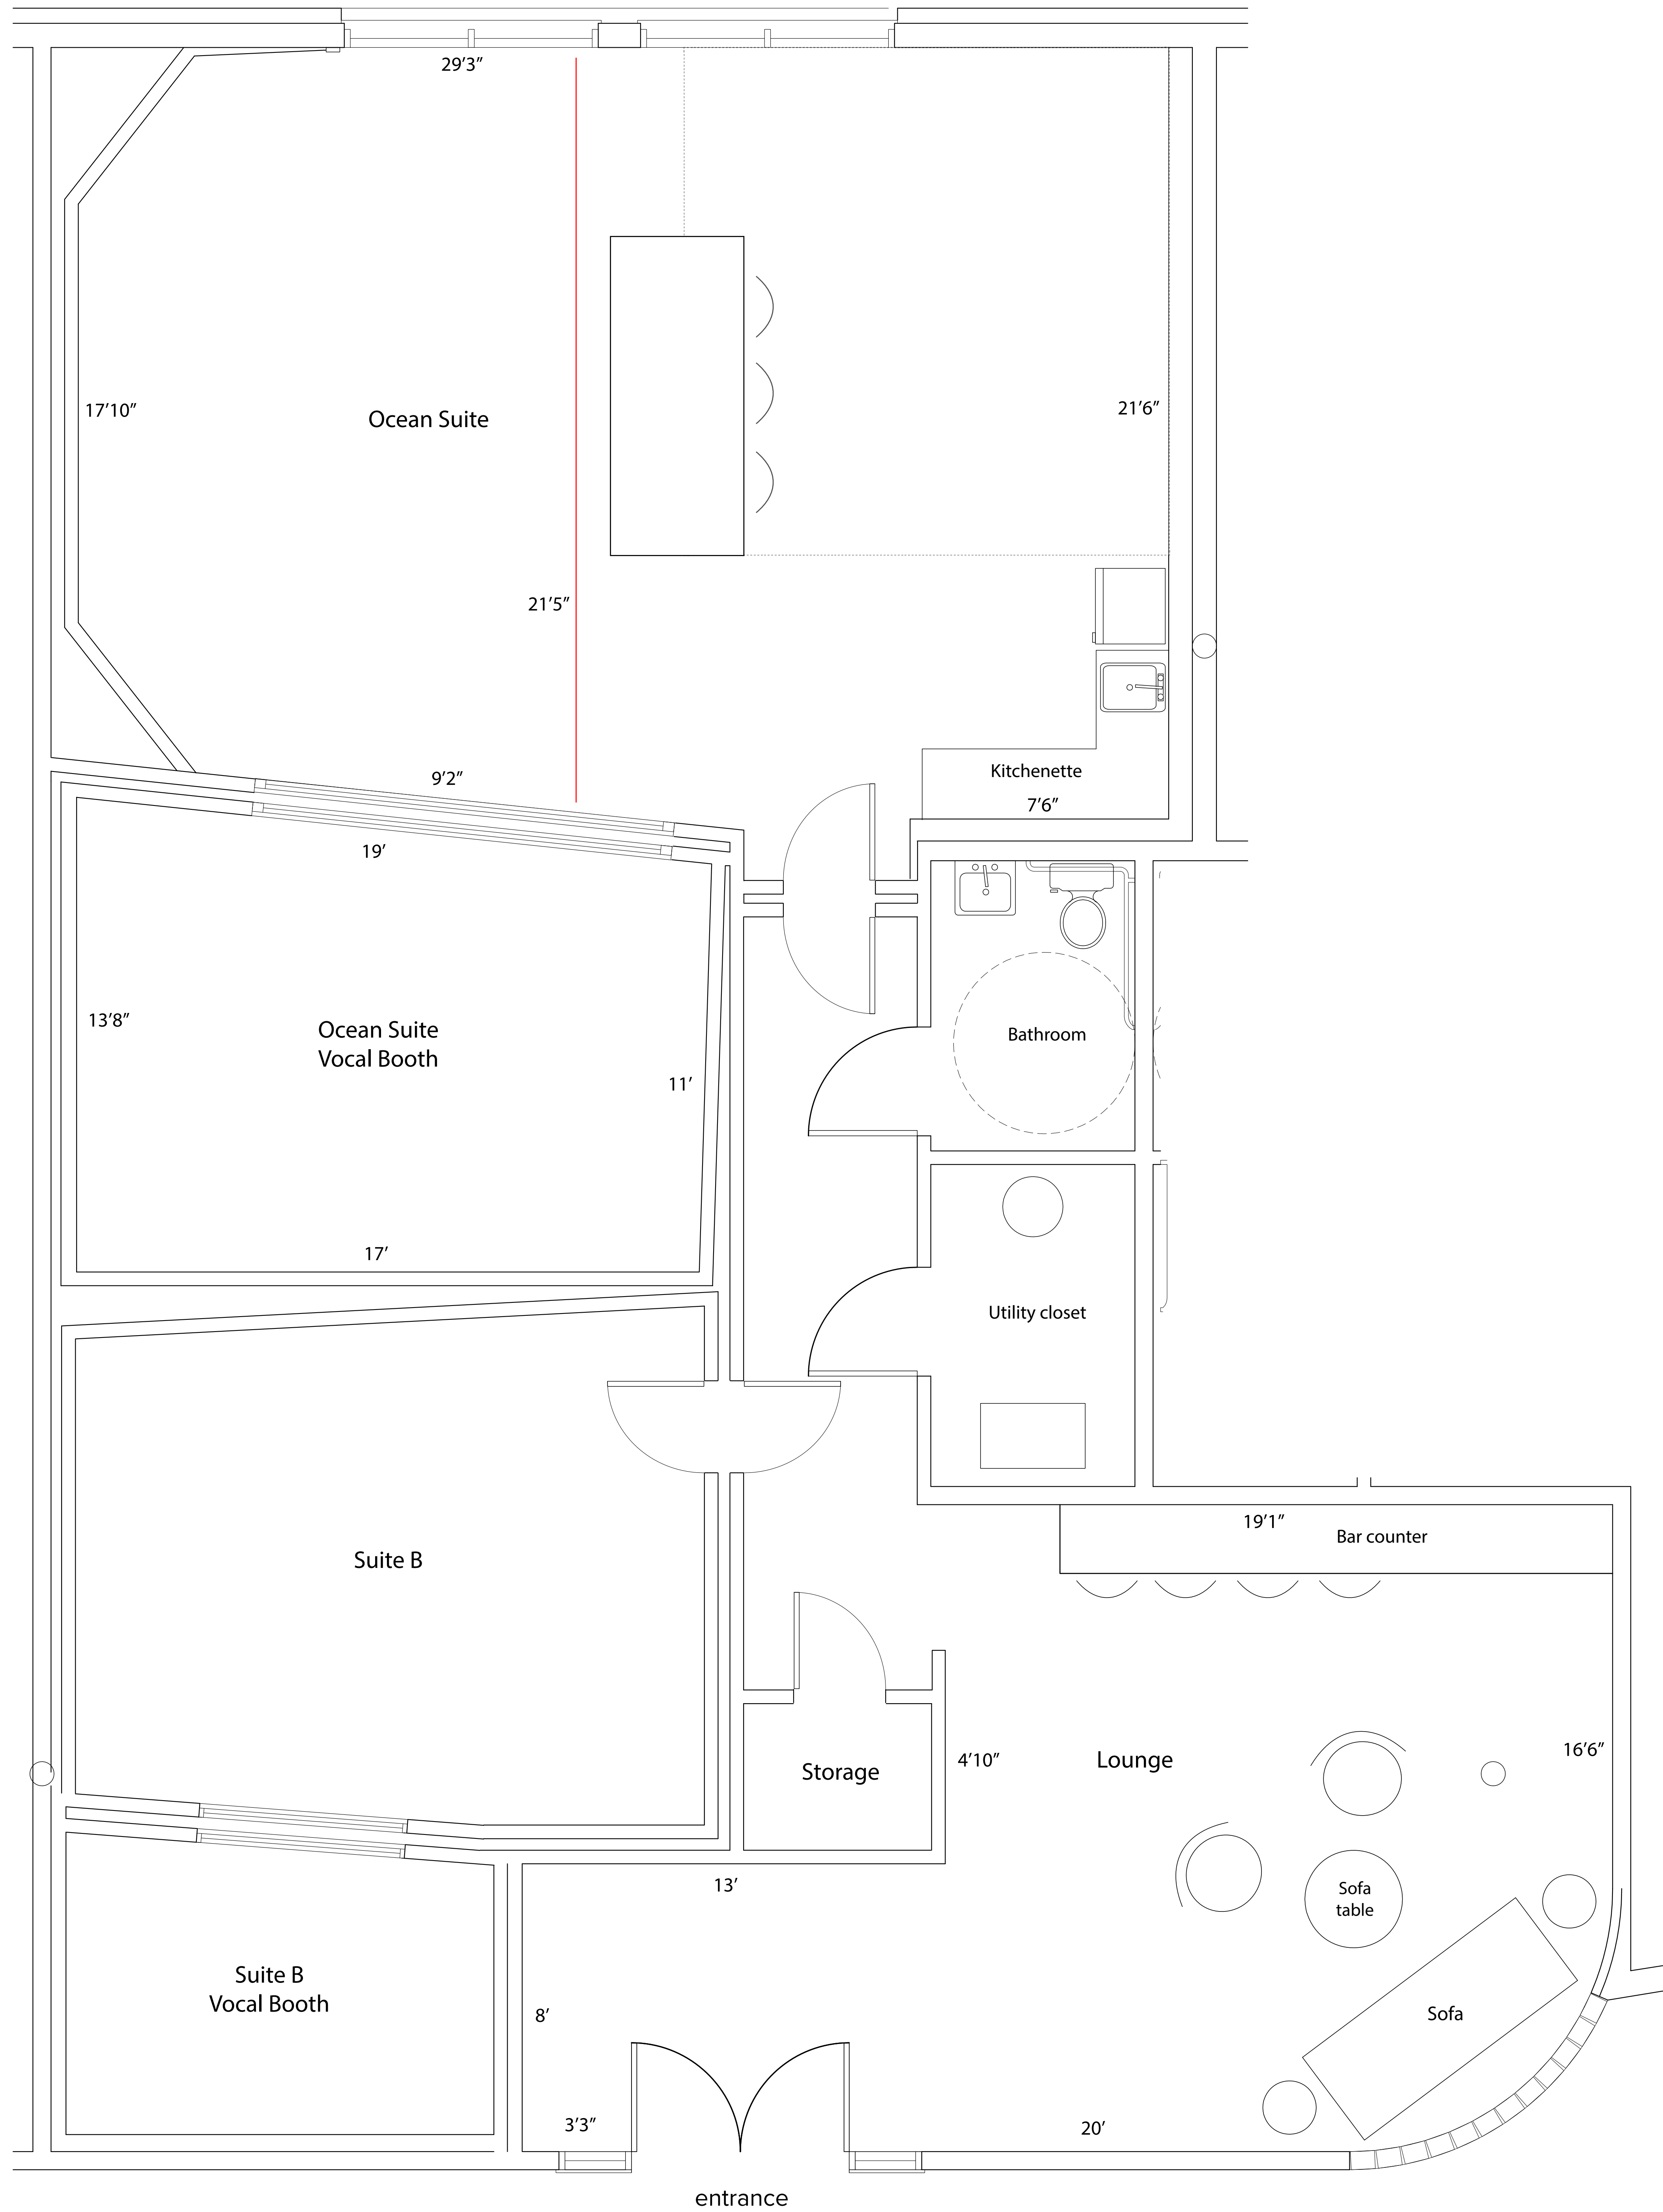 29’3”
17’10”
Ocean Suite
21’6”
21’5”
9’2”
Kitchenette
7’6”
19’
13’8”
Ocean Suite
Vocal Booth
Bathroom
11’
17’
Utility closet
19’1”
Bar counter
Suite B
Storage
4’10”
Lounge
16’6”
13’
Sofa
table
Suite B
Vocal Booth
8’
Sofa
3’3”
20’
entrance